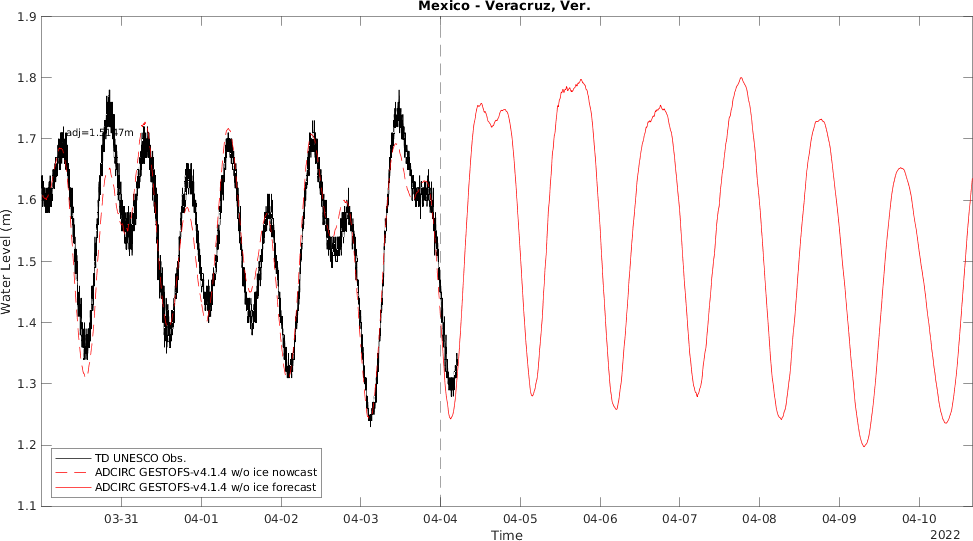 Mexico - Veracruz, Ver.
1.9
1.8
1.7
1.6
1.5
1.4
1.3
1.2
1.1
Water Level (m)
adj=1.5147m
TD UNESCO Obs.
ADCIRC GESTOFS-v4.1.4 w/o ice nowcast
ADCIRC GESTOFS-v4.1.4 w/o ice forecast
03-31 04-01 04-02 04-03 04-04 04-05 04-06 04-07 04-08 04-09 04-10
Time
2022